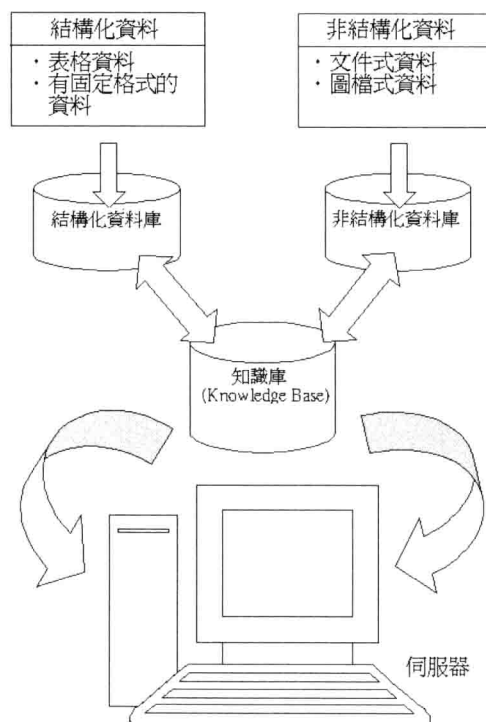 結構化資料
・表格資料
・有固定格式的
資料
非結構化資料
・文件式資料
・圖檔式資料
結構化資料庫
非結構化資料庫
知識庫
(Knowledge Base)
伺服器